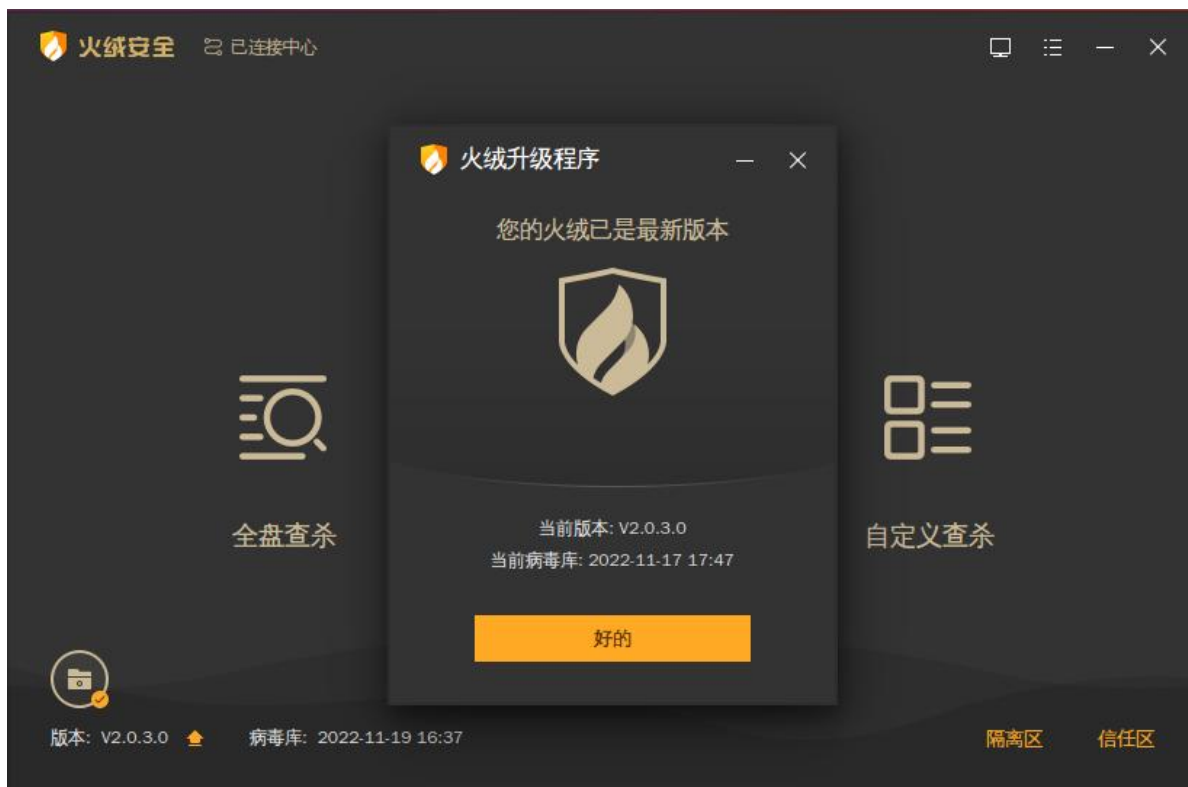 火绒安全 已连接中心
火绒升级程序
您的火绒已是最新版本
全盘查杀
自定义查杀
当前版本: V2.0.3.0
当前病毒库: 2022-11-17 17:47
好的
版本: V2.0.3.0 病毒库: 2022-11-19 16:37 隔离区 信任区